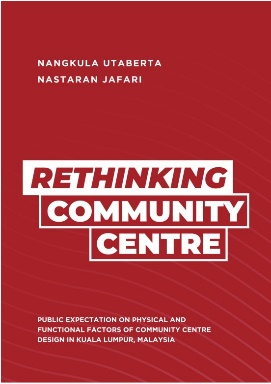 NANGKULA UTABERTA
NASTARAN JAFARI
RETHINKING
COMMUNITY
CENTRE
PUBLIC EXPECTATION ON PHYSICAL AND
FUNCTIONAL FACTORS OF COMMUNITY CENTRE
DESIGN IN KUALA LUMPUR, MALAYSIA